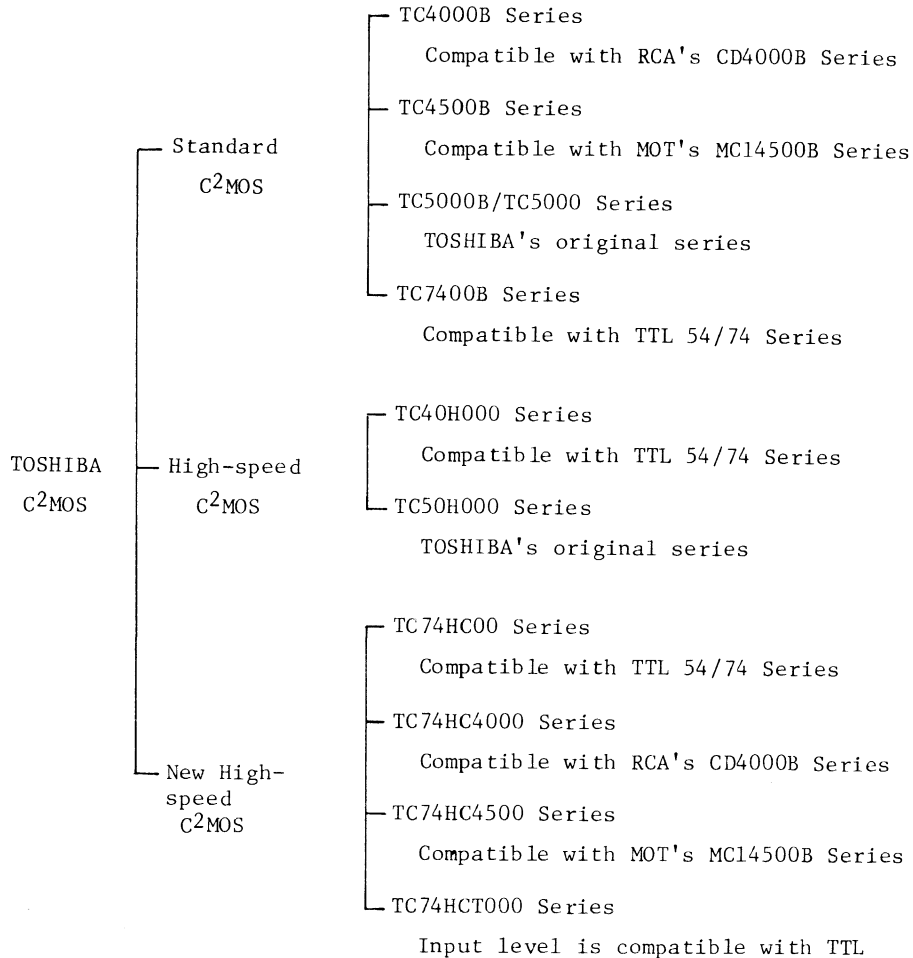 TC4000B Series
Compatible with RCA's CD4000B Series
TC4500B Series
Compatible with MOT's MC14500B Series
Standard
C²MOS
TC5000B/TC5000 Series
TOSHIBA's original series
TC7400B Series
Compatible with TTL 54/74 Series
TOSHIBA
C²MOS
High-speed
C²MOS
TC40H000 Series
Compatible with TTL 54/74 Series
TC50H000 Series
TOSHIBA's original series
New High-
speed
C²MOS
TC74HC00 Series
Compatible with TTL 54/74 Series
TC74HC4000 Series
Compatible with RCA's CD4000B Series
TC74HC4500 Series
Compatible with MOT's MC14500B Series
TC74HCT000 Series
Input level is compatible with TTL